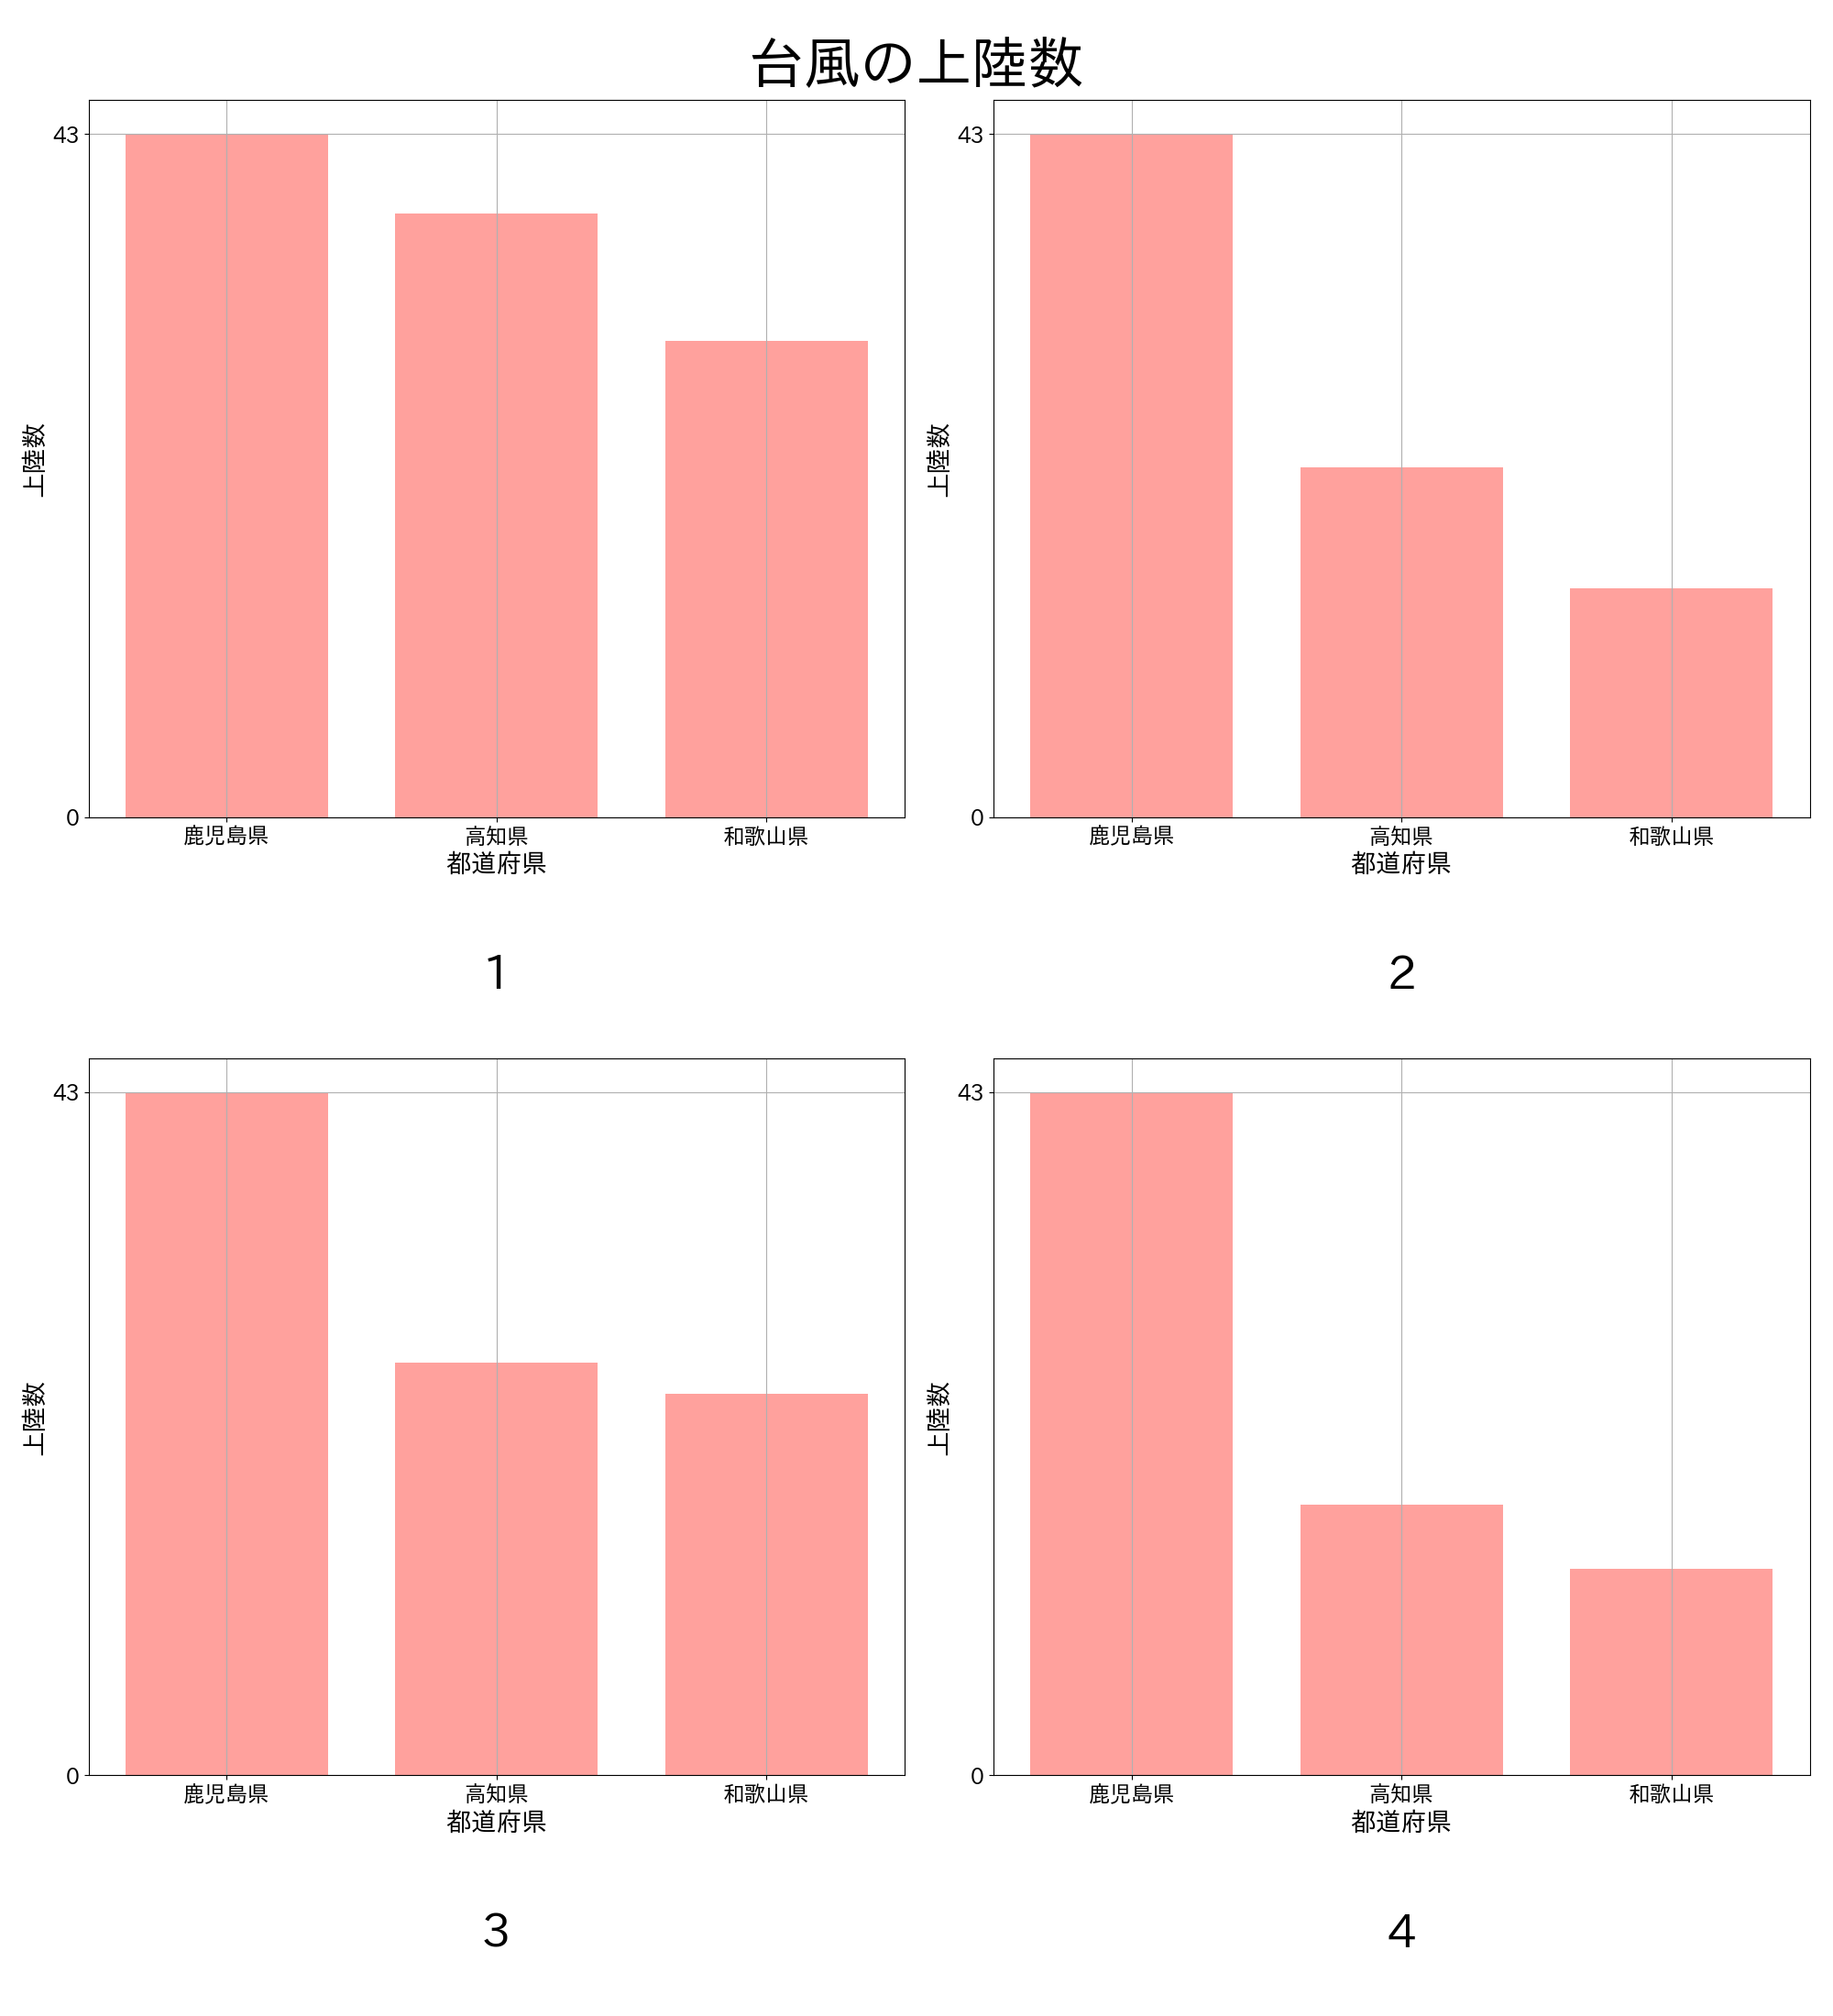 台風の上陸数
43
上陸数
0
鹿児島県 高知県 和歌山県
都道府県
1
43
上陸数
0
鹿児島県 高知県 和歌山県
都道府県
2
43
上陸数
0
鹿児島県 高知県 和歌山県
都道府県
3
43
上陸数
0
鹿児島県 高知県 和歌山県
都道府県
4